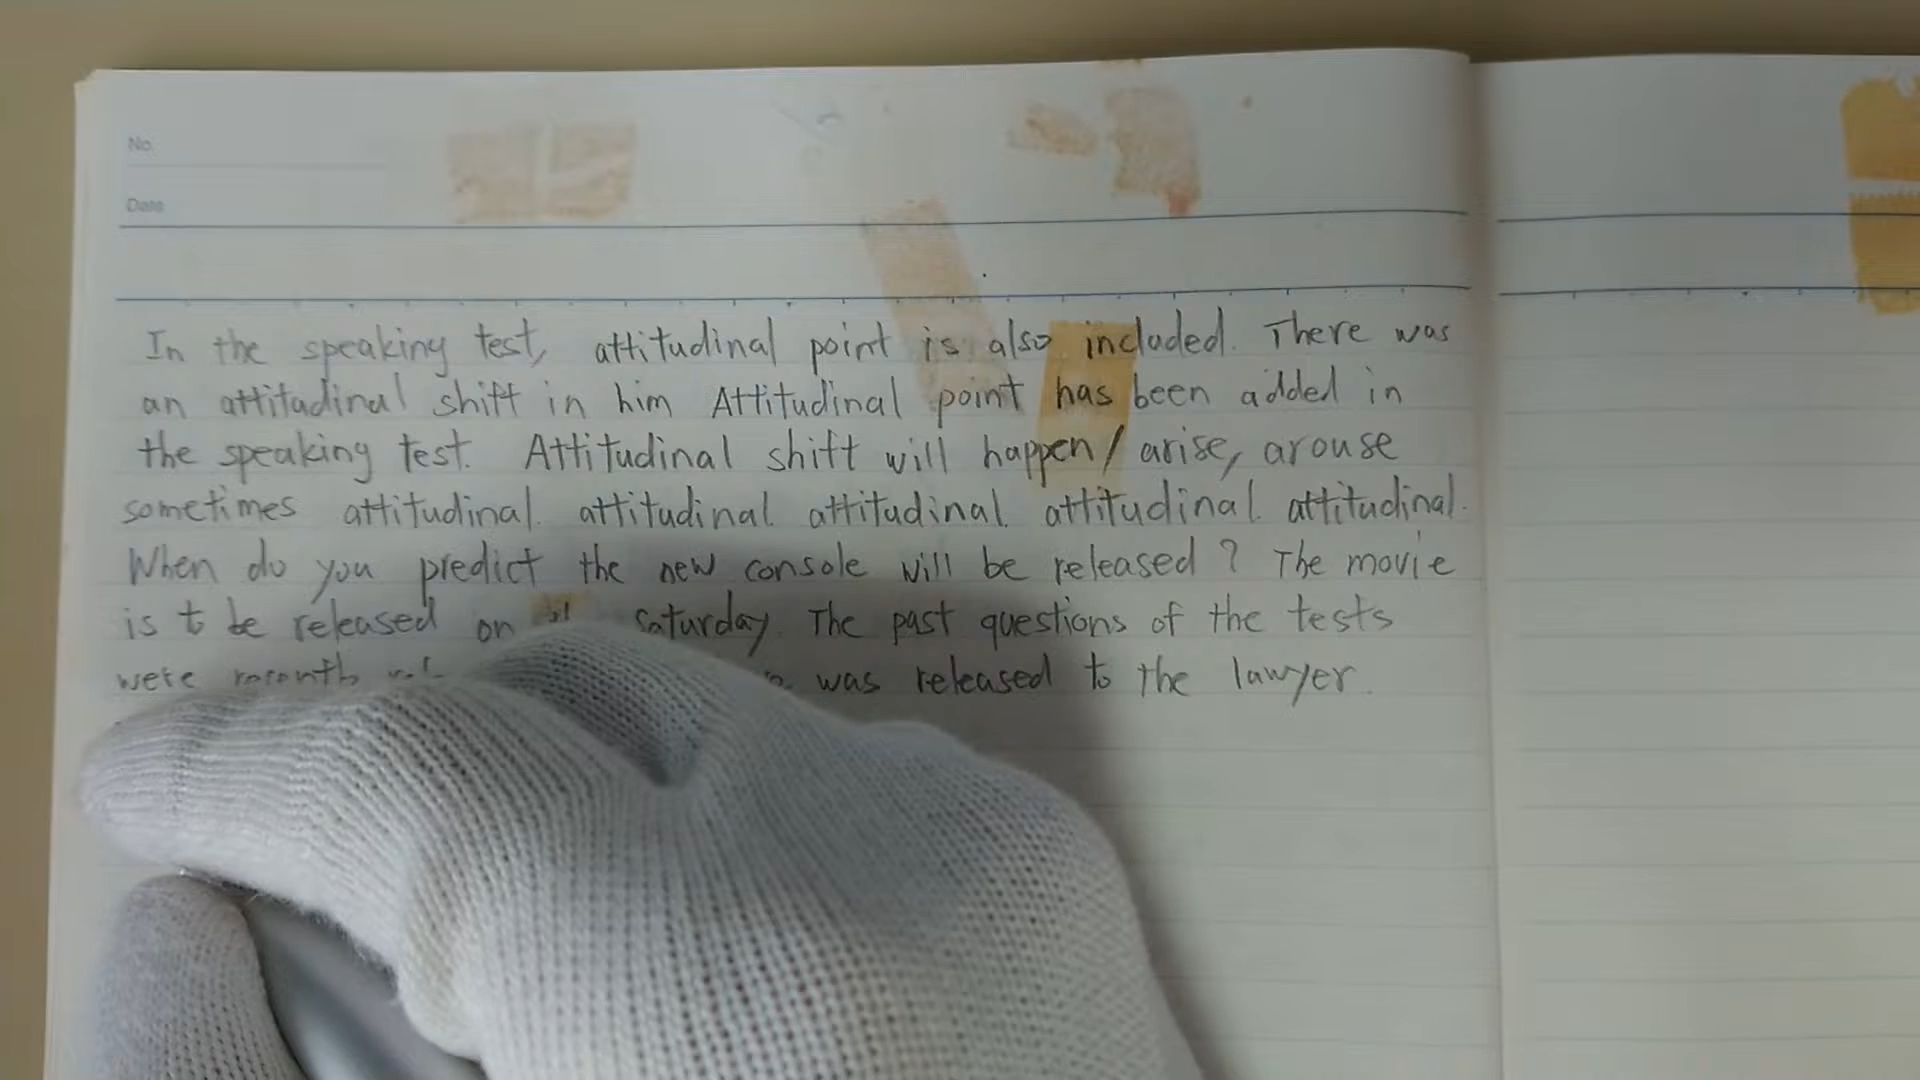 No.
Date
In the speaking test, attitudinal point is also included. There was
an attitudinal shift in him Attitudinal point has been added in
the speaking test. Attitudinal shift will happen / arise, arouse
sometimes attitudinal. attitudinal. attitudinal. attitudinal. attitudinal.
When do you predict the new console will be released? The movie
is to be released on Saturday. The past questions of the tests
were was released to the lawyer.